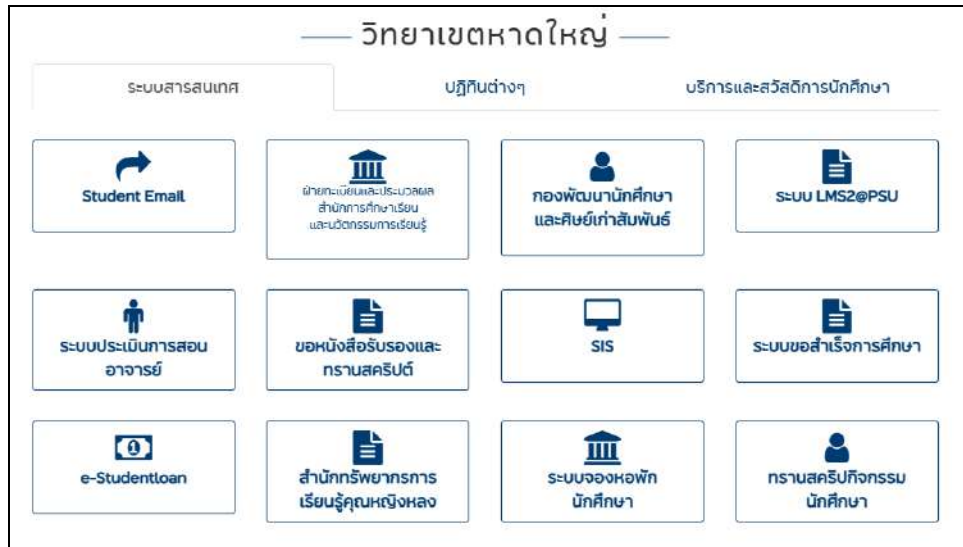 วิทยาเขตหาดใหญ่
ระบบสารสนเทศ
ปฏิทินต่างๆ
บริการและสวัสดิการนักศึกษา
Student Email
ฝ่ายทะเบียนและประมวลผล
สำนักการศึกษาเรียน
และนวัตกรรมการเรียนรู้
กองพัฒนานักศึกษา
และศิษย์เก่าสัมพันธ์
ระบบ LMS2@PSU
ระบบประเมินการสอน
อาจารย์
ขอหนังสือรับรองและ
ทรานสคริปต์
SIS
ระบบขอสำเร็จการศึกษา
e-Studentloan
สำนักทรัพยากรการ
เรียนรู้คุณหญิงหลง
ระบบจองหอพัก
นักศึกษา
ทรานสคริปกิจกรรม
นักศึกษา